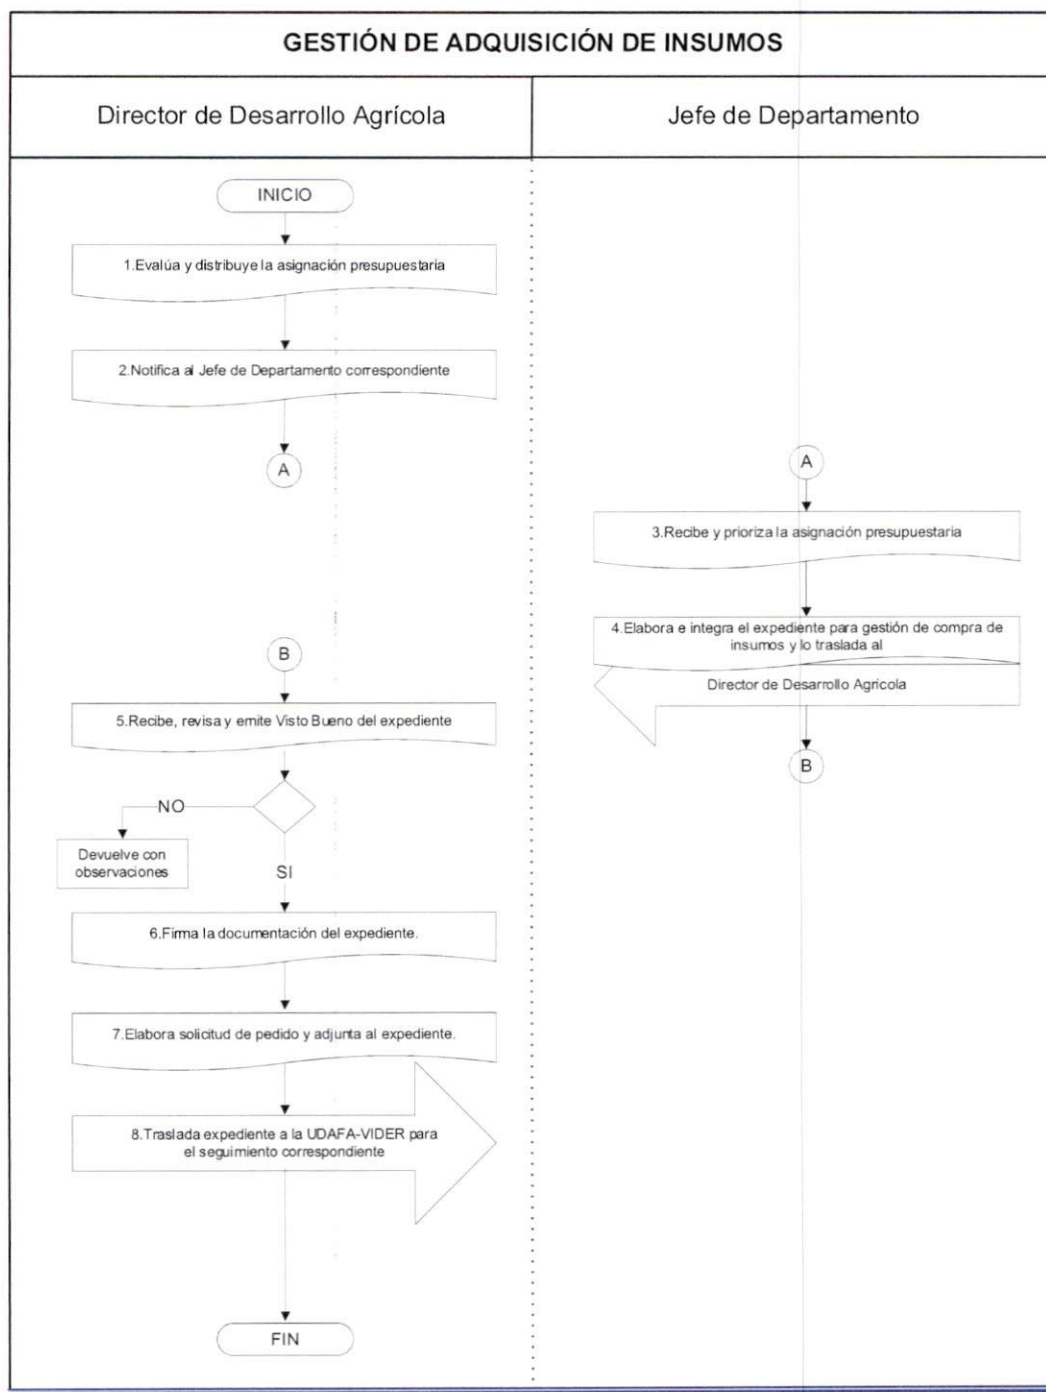 GESTIÓN DE ADQUISICIÓN DE INSUMOS
Director de Desarrollo Agrícola
Jefe de Departamento
INICIO
1.Evalúa y distribuye la asignación presupuestaria
2.Notifica al Jefe de Departamento correspondiente
A
A
3.Recibe y prioriza la asignación presupuestaria
4.Elabora e integra el expediente para gestión de compra de
insumos y lo traslada al
Director de Desarrollo Agrícola
B
B
5.Recibe, revisa y emite Visto Bueno del expediente
NO
Devuelve con
observaciones
SI
6.Firma la documentación del expediente.
7.Elabora solicitud de pedido y adjunta al expediente.
8.Traslada expediente a la UDAFA-VIDER para
el seguimiento correspondiente
FIN